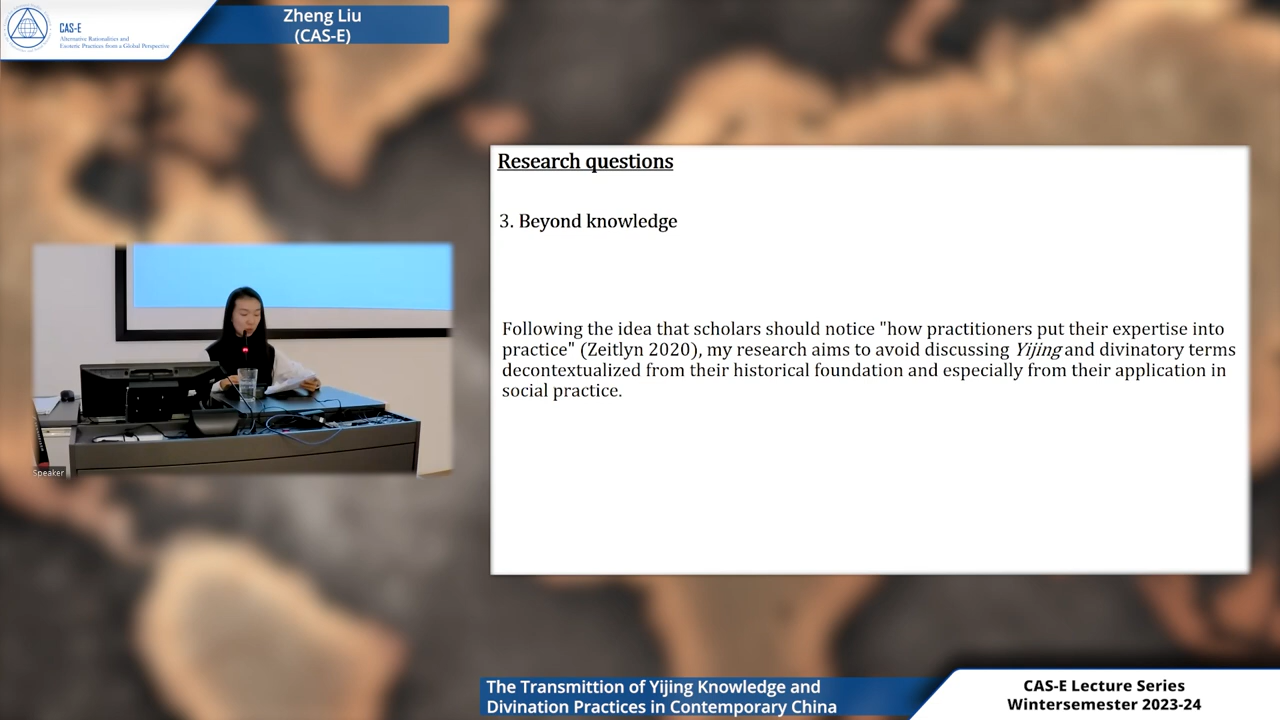 CAS-E
Alternative Rationalities and
Esoteric Practices from a Global Perspective
Zheng Liu
(CAS-E)
Research questions
3. Beyond knowledge
Following the idea that scholars should notice "how practitioners put their expertise into
practice" (Zeitlyn 2020), my research aims to avoid discussing Yijing and divinatory terms
decontextualized from their historical foundation and especially from their application in
social practice.
Speaker
The Transmittion of Yijing Knowledge and
Divination Practices in Contemporary China
CAS-E Lecture Series
Wintersemester 2023-24